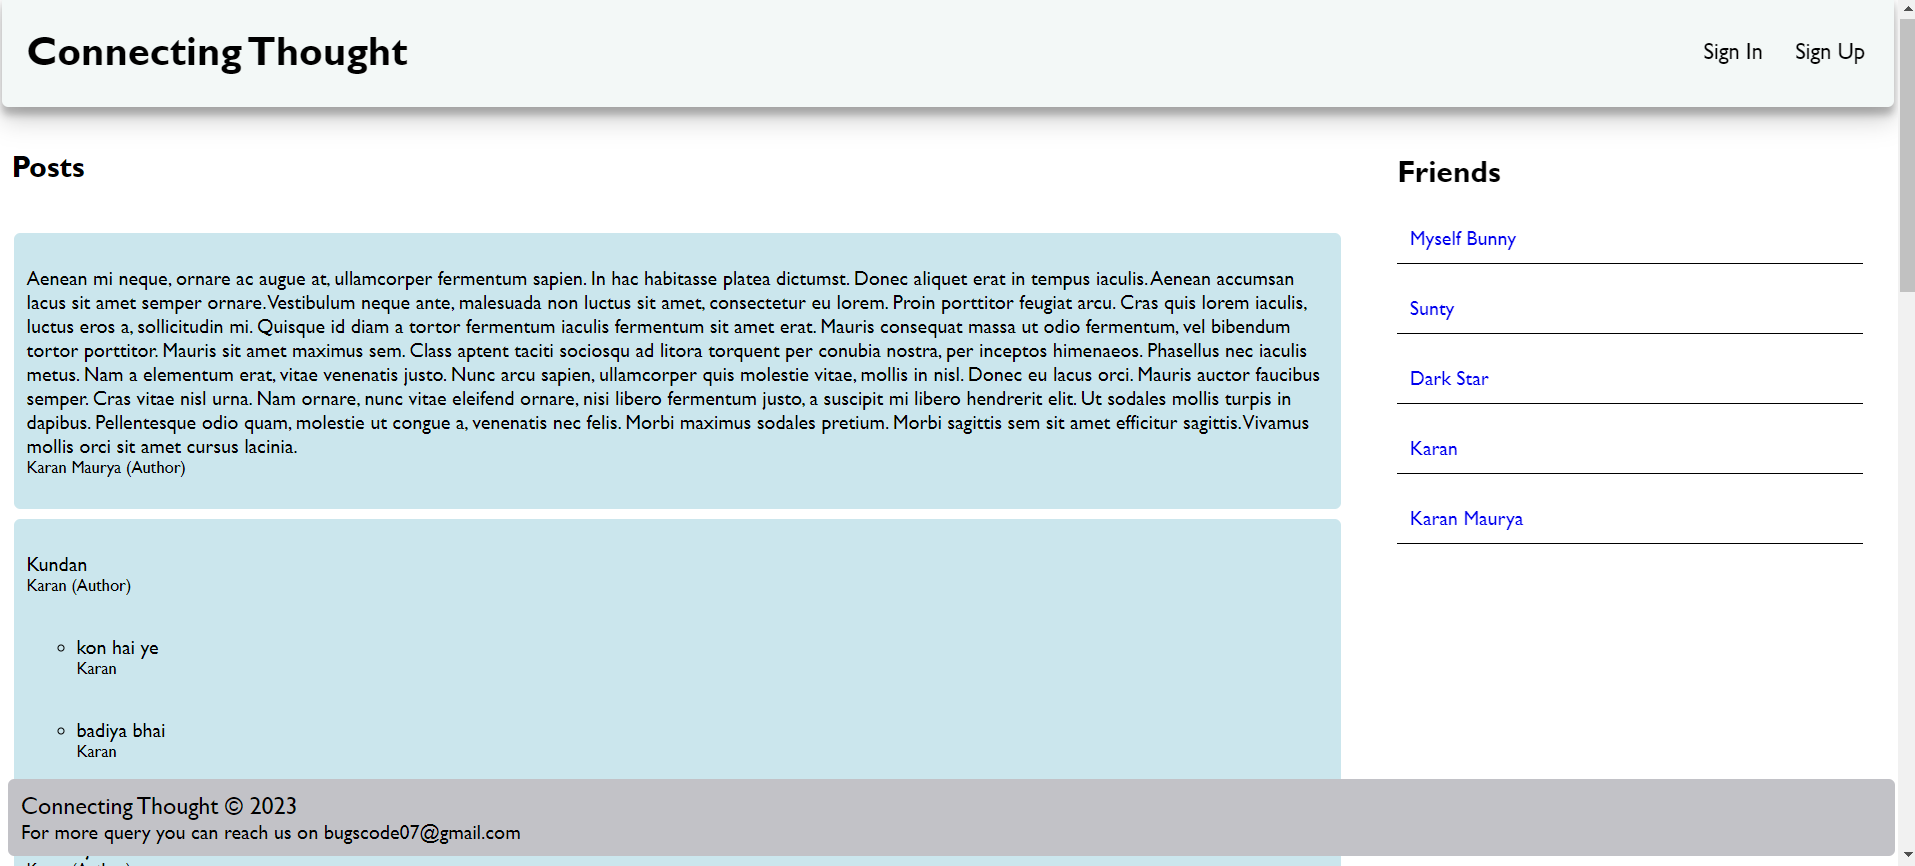 Connecting Thought
Sign In
Sign Up
Posts
Aenean mi neque, ornare ac augue at, ullamcorper fermentum sapien. In hac habitasse platea dictumst. Donec aliquet erat in tempus iaculis. Aenean accumsan
lacus sit amet semper ornare. Vestibulum neque ante, malesuada non luctus sit amet, consectetur eu lorem. Proin porttitor feugiat arcu. Cras quis lorem iaculis,
luctus eros a, sollicitudin mi. Quisque id diam a tortor fermentum iaculis fermentum sit amet erat. Mauris consequat massa ut odio fermentum, vel bibendum
tortor porttitor. Mauris sit amet maximus sem. Class aptent taciti sociosqu ad litora torquent per conubia nostra, per inceptos himenaeos. Phasellus nec iaculis
metus. Nam a elementum erat, vitae venenatis justo. Nunc arcu sapien, ullamcorper quis molestie vitae, mollis in nisl. Donec eu lacus orci. Mauris auctor faucibus
semper. Cras vitae nisl urna. Nam ornare, nunc vitae eleifend ornare, nisi libero fermentum justo, a suscipit mi libero hendrerit elit. Ut sodales mollis turpis in
dapibus. Pellentesque odio quam, molestie ut congue a, venenatis nec felis. Morbi maximus sodales pretium. Morbi sagittis sem sit amet efficitur sagittis. Vivamus
mollis orci sit amet cursus lacinia.
Karan Maurya (Author)
Kundan
Karan (Author)
kon hai ye
Karan
badiya bhai
Karan
Friends
Myself Bunny
Sunty
Dark Star
Karan
Karan Maurya
Connecting Thought © 2023
For more query you can reach us on bugscode07@gmail.com